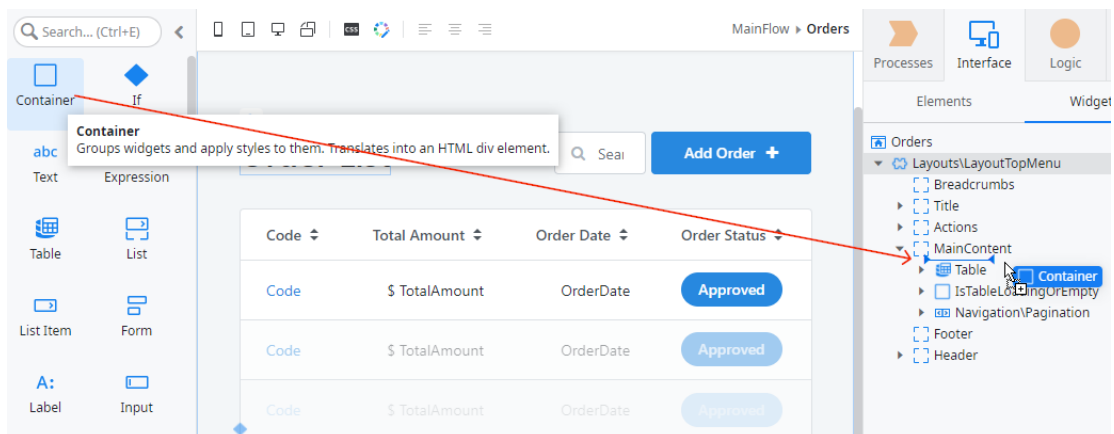 Search... (Ctrl+E)
css
MainFlow Orders
Processes
Interface
Logic
Container
If
Elements
Widget
Container
Groups widgets and apply styles to them. Translates into an HTML div element.
abc
Text
Expression
Sear
Add Order +
Orders
Layouts\LayoutTopMenu
Breadcrumbs
Title
Actions
MainContent
Table
Container
IsTableLoadingOrEmpty
Navigation\Pagination
Footer
Header
Table
List
Code
Total Amount
Order Date
Order Status
Code
$ TotalAmount
OrderDate
Approved
List Item
Form
Code
$ TotalAmount
OrderDate
Approved
A:
Label
Input
Code
$ TotalAmount
OrderDate
Approved